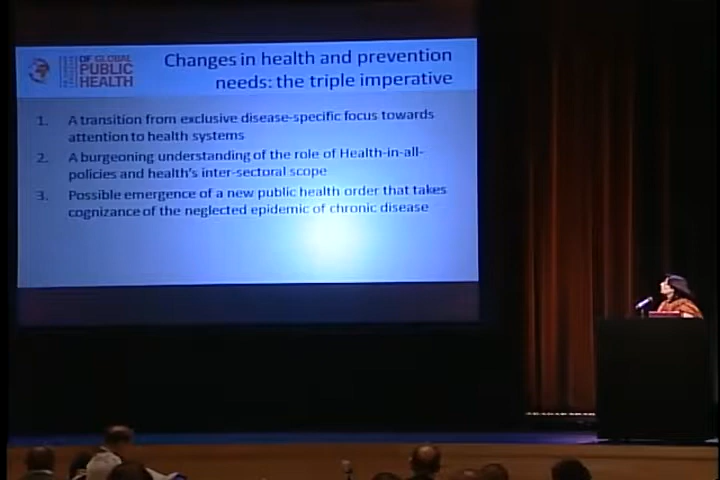 OF GLOBAL
PUBLIC
HEALTH
Changes in health and prevention
needs: the triple imperative
1. A transition from exclusive disease-specific focus towards
attention to health systems
2. A burgeoning understanding of the role of Health-in-all-
policies and health's inter-sectoral scope
3. Possible emergence of a new public health order that takes
cognizance of the neglected epidemic of chronic disease